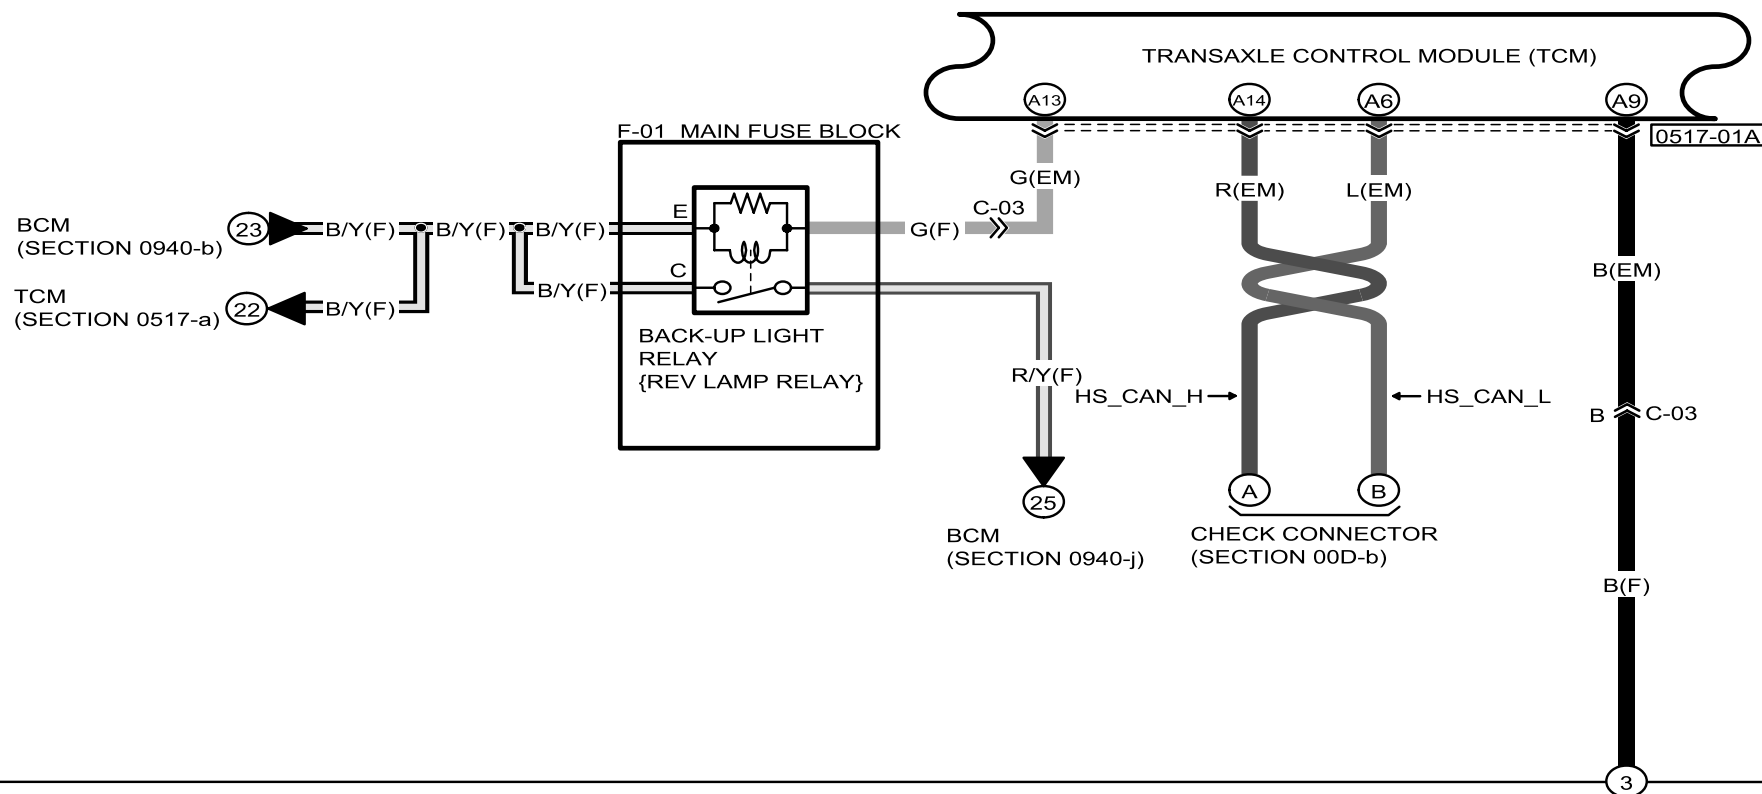 TRANSAXLE CONTROL MODULE (TCM)
A13
A14
A6
A9
F-01 MAIN FUSE BLOCK
0517-01A
G(EM)
R(EM)
L(EM)
E
C-03
BCM
(SECTION 0940-b)
23
B/Y(F)
B/Y(F)
B/Y(F)
G(F)
C
B(EM)
TCM
(SECTION 0517-a)
22
B/Y(F)
B/Y(F)
BACK-UP LIGHT
RELAY
{REV LAMP RELAY}
R/Y(F)
HS_CAN_H
HS_CAN_L
B
C-03
25
A
B
BCM
(SECTION 0940-j)
CHECK CONNECTOR
(SECTION 00D-b)
B(F)
3